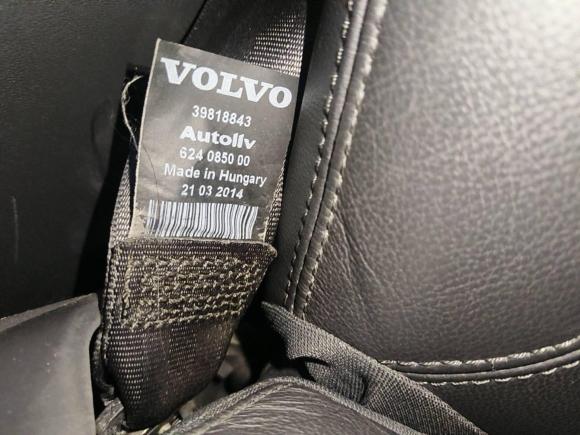 VOLVO
39818843
Autoliv
624 0850 00
Made in Hungary
21 03 2014